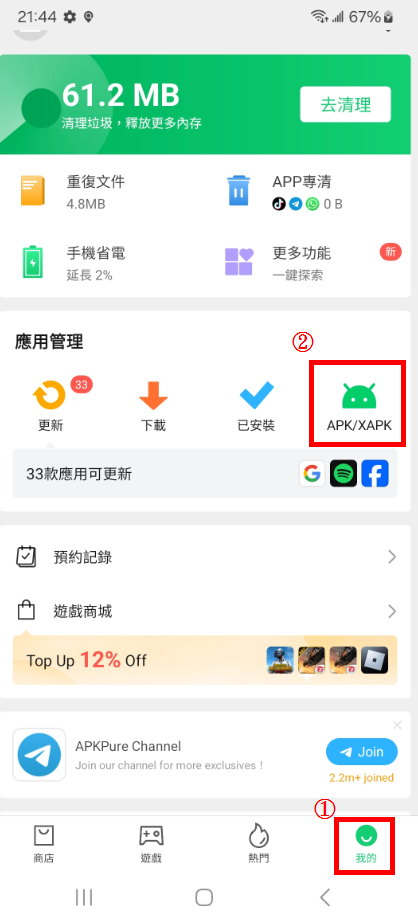 21:44 67%
61.2 MB
去清理
清理垃圾，釋放更多內存
重復文件
4.8MB
APP專清
0 B
手機省電
延長 2%
更多功能
新
一鍵探索
應用管理
②
33
更新
下載
已安裝
APK/XAPK
33款應用可更新
預約記錄
遊戲商城
Top Up 12% Off
APKPure Channel
Join our channel for more exclusives！
Join
2.2m+ joined
①
商店
遊戲
熱門
我的